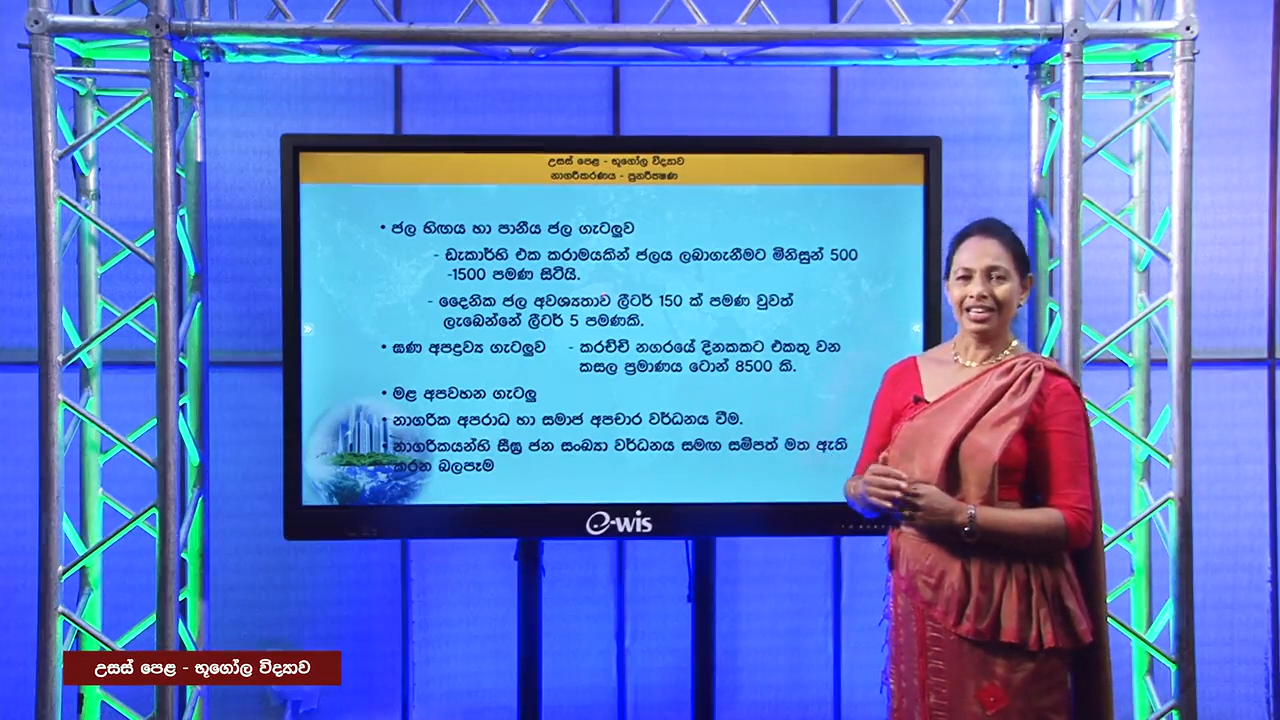 උසස් පෙළ - භූගෝල විද්‍යාව
නාගරීකරණය - පුනරීක්ෂණ
• ජල හිඟය හා පානීය ජල ගැටලුව
- ඩැකාර්හි එක කරාමයකින් ජලය ලබාගැනීමට මිනිසුන් 500
-1500 පමණ සිටියි.
- දෛනික ජල අවශ්‍යතාව ලීටර් 150 ක් පමණ වුවත්
ලැබෙන්නේ ලීටර් 5 පමණකි.
• ඝණ අපද්‍රව්‍ය ගැටලුව - කරච්චි නගරයේ දිනකකට එකතු වන
කසල ප්‍රමාණය ටොන් 8500 කි.
• මළ අපවහන ගැටලු
• නාගරික අපරාධ හා සමාජ අපචාර වර්ධනය වීම.
• නාගරිකයන්හි සීඝ්‍ර ජන සංඛ්‍යා වර්ධනය සමඟ සම්පත් මත ඇති
කරන බලපෑම
e-wis
උසස් පෙළ - භූගෝල විද්‍යාව